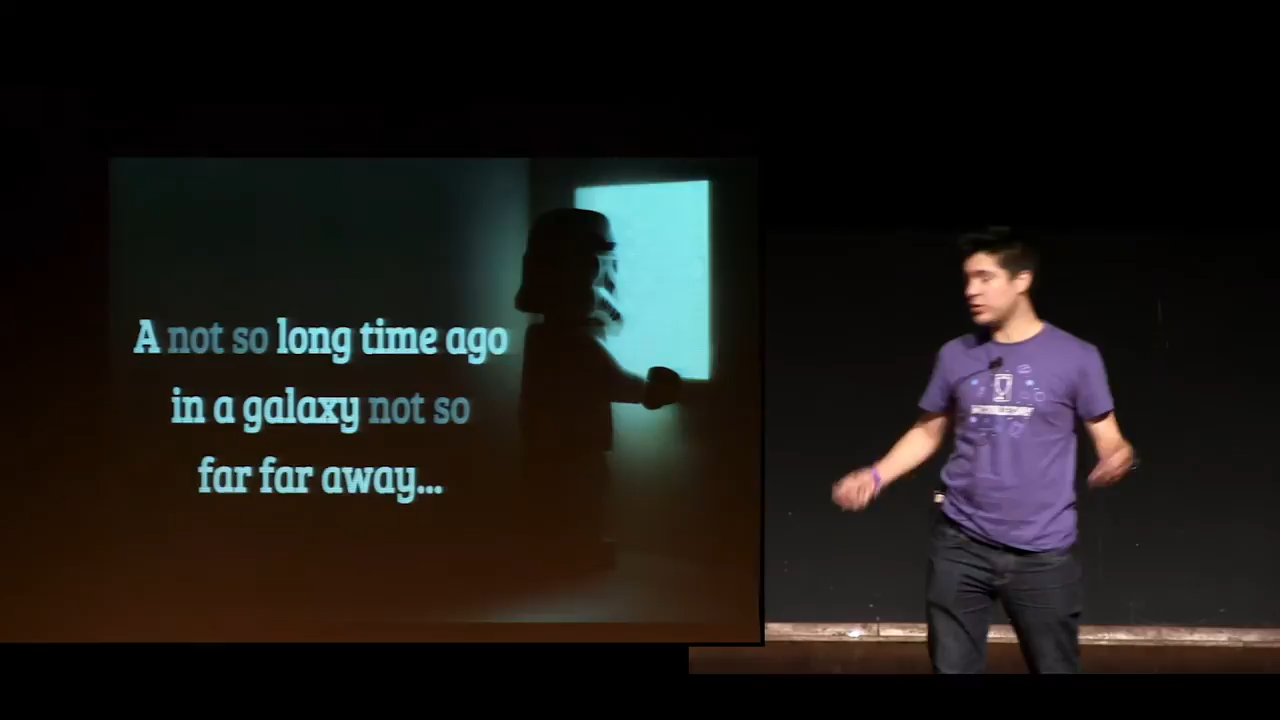 A not so long time ago
in a galaxy not so
far far away...